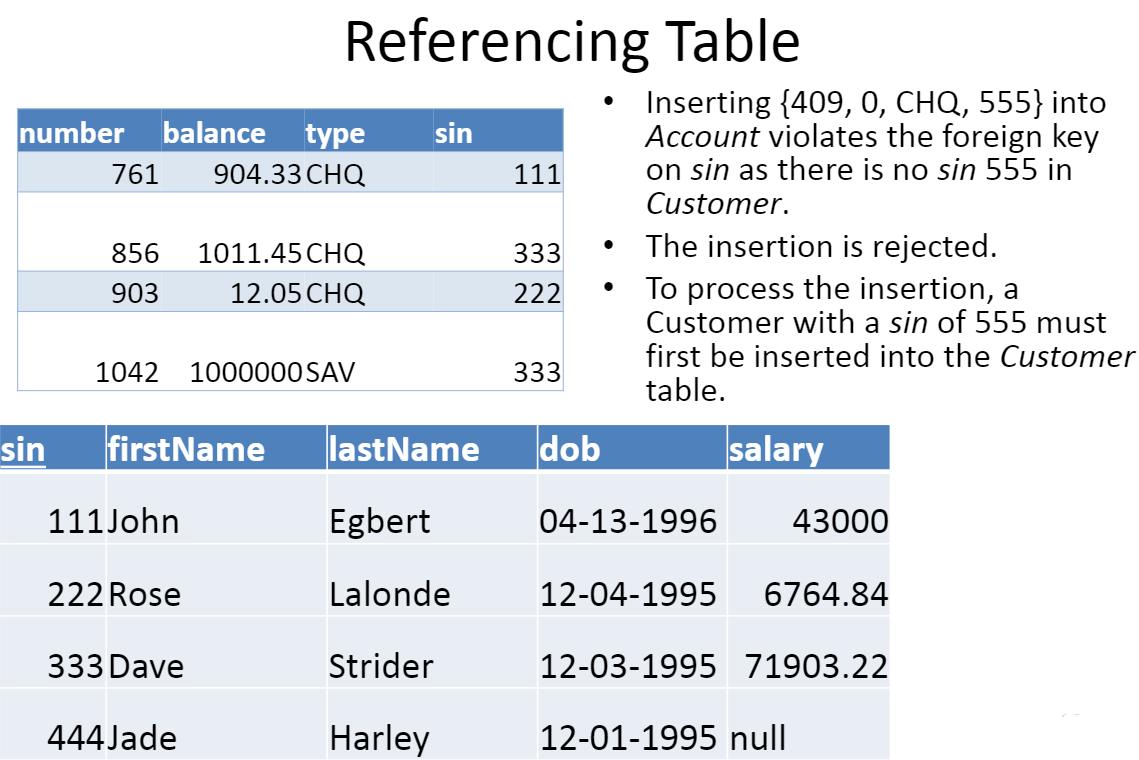 Referencing Table
number balance type sin
761 904.33 CHQ 111
856 1011.45 CHQ 333
903 12.05 CHQ 222
1042 1000000 SAV 333
• Inserting {409, 0, CHQ, 555} into
Account violates the foreign key
on sin as there is no sin 555 in
Customer.
• The insertion is rejected.
• To process the insertion, a
Customer with a sin of 555 must
first be inserted into the Customer
table.
sin firstName lastName dob salary
111 John Egbert 04-13-1996 43000
222 Rose Lalonde 12-04-1995 6764.84
333 Dave Strider 12-03-1995 71903.22
444 Jade Harley 12-01-1995 null